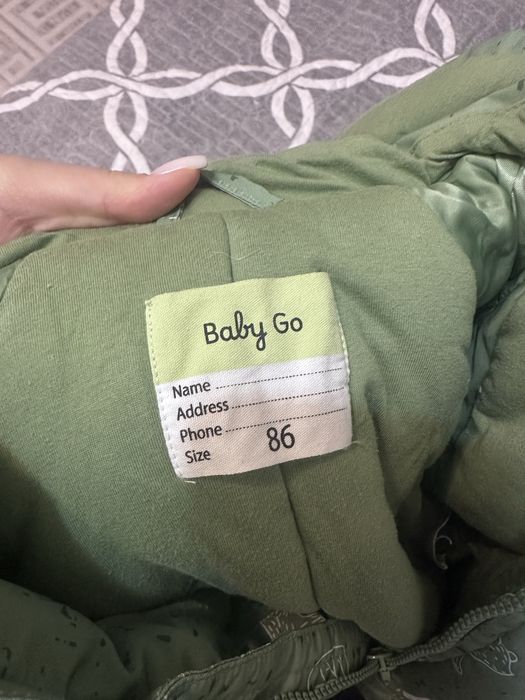 Baby Go
Name
Address
Phone
Size 86